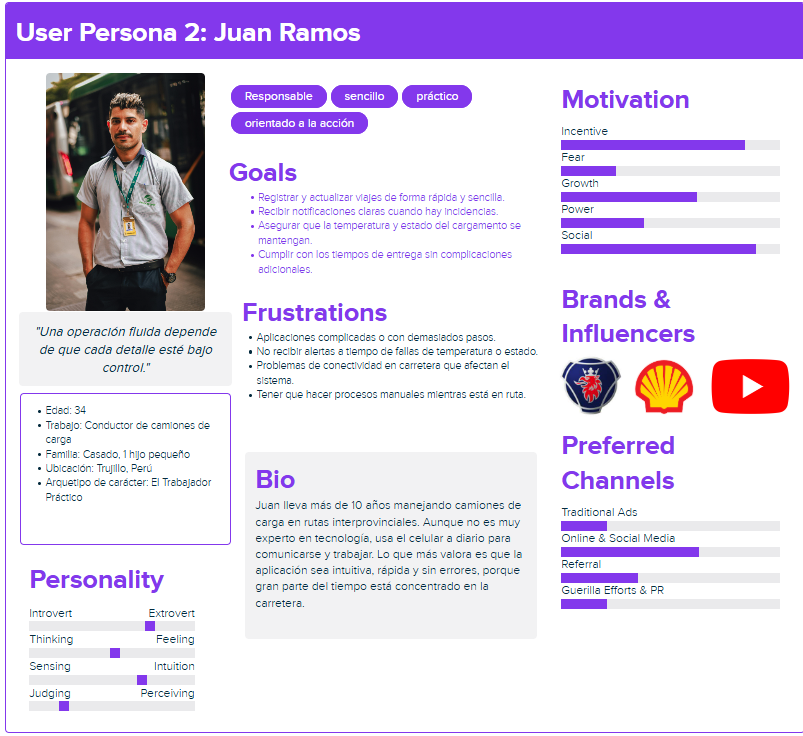 User Persona 2: Juan Ramos
"Una operación fluida depende
de que cada detalle esté bajo
control."
• Edad: 34
• Trabajo: Conductor de camiones de
carga
• Familia: Casado, 1 hijo pequeño
• Ubicación: Trujillo, Perú
• Arquetipo de carácter: El Trabajador
Práctico
Personality
Introvert Extrovert
Thinking Feeling
Sensing Intuition
Judging Perceiving
Responsable sencillo práctico
orientado a la acción
Goals
• Registrar y actualizar viajes de forma rápida y sencilla.
• Recibir notificaciones claras cuando hay incidencias.
• Asegurar que la temperatura y estado del cargamento se
mantengan.
• Cumplir con los tiempos de entrega sin complicaciones
adicionales.
Frustrations
• Aplicaciones complicadas o con demasiados pasos.
• No recibir alertas a tiempo de fallas de temperatura o estado.
• Problemas de conectividad en carretera que afectan el
sistema.
• Tener que hacer procesos manuales mientras está en ruta.
Bio
Juan lleva más de 10 años manejando camiones de
carga en rutas interprovinciales. Aunque no es muy
experto en tecnología, usa el celular a diario para
comunicarse y trabajar. Lo que más valora es que la
aplicación sea intuitiva, rápida y sin errores, porque
gran parte del tiempo está concentrado en la
carretera.
Motivation
Incentive
Fear
Growth
Power
Social
Brands &
Influencers
Preferred
Channels
Traditional Ads
Online & Social Media
Referral
Guerilla Efforts & PR